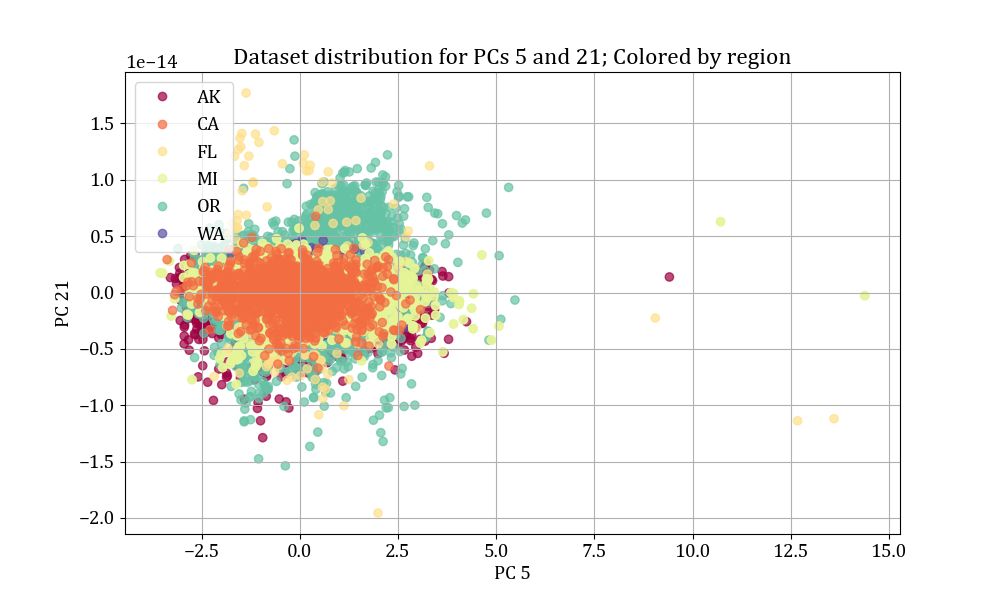 Dataset distribution for PCs 5 and 21; Colored by region
1e−14
AK
CA
FL
MI
OR
WA
1.5
1.0
0.5
0.0
−0.5
−1.0
−1.5
−2.0
PC 21
−2.5
0.0
2.5
5.0
7.5
10.0
12.5
15.0
PC 5